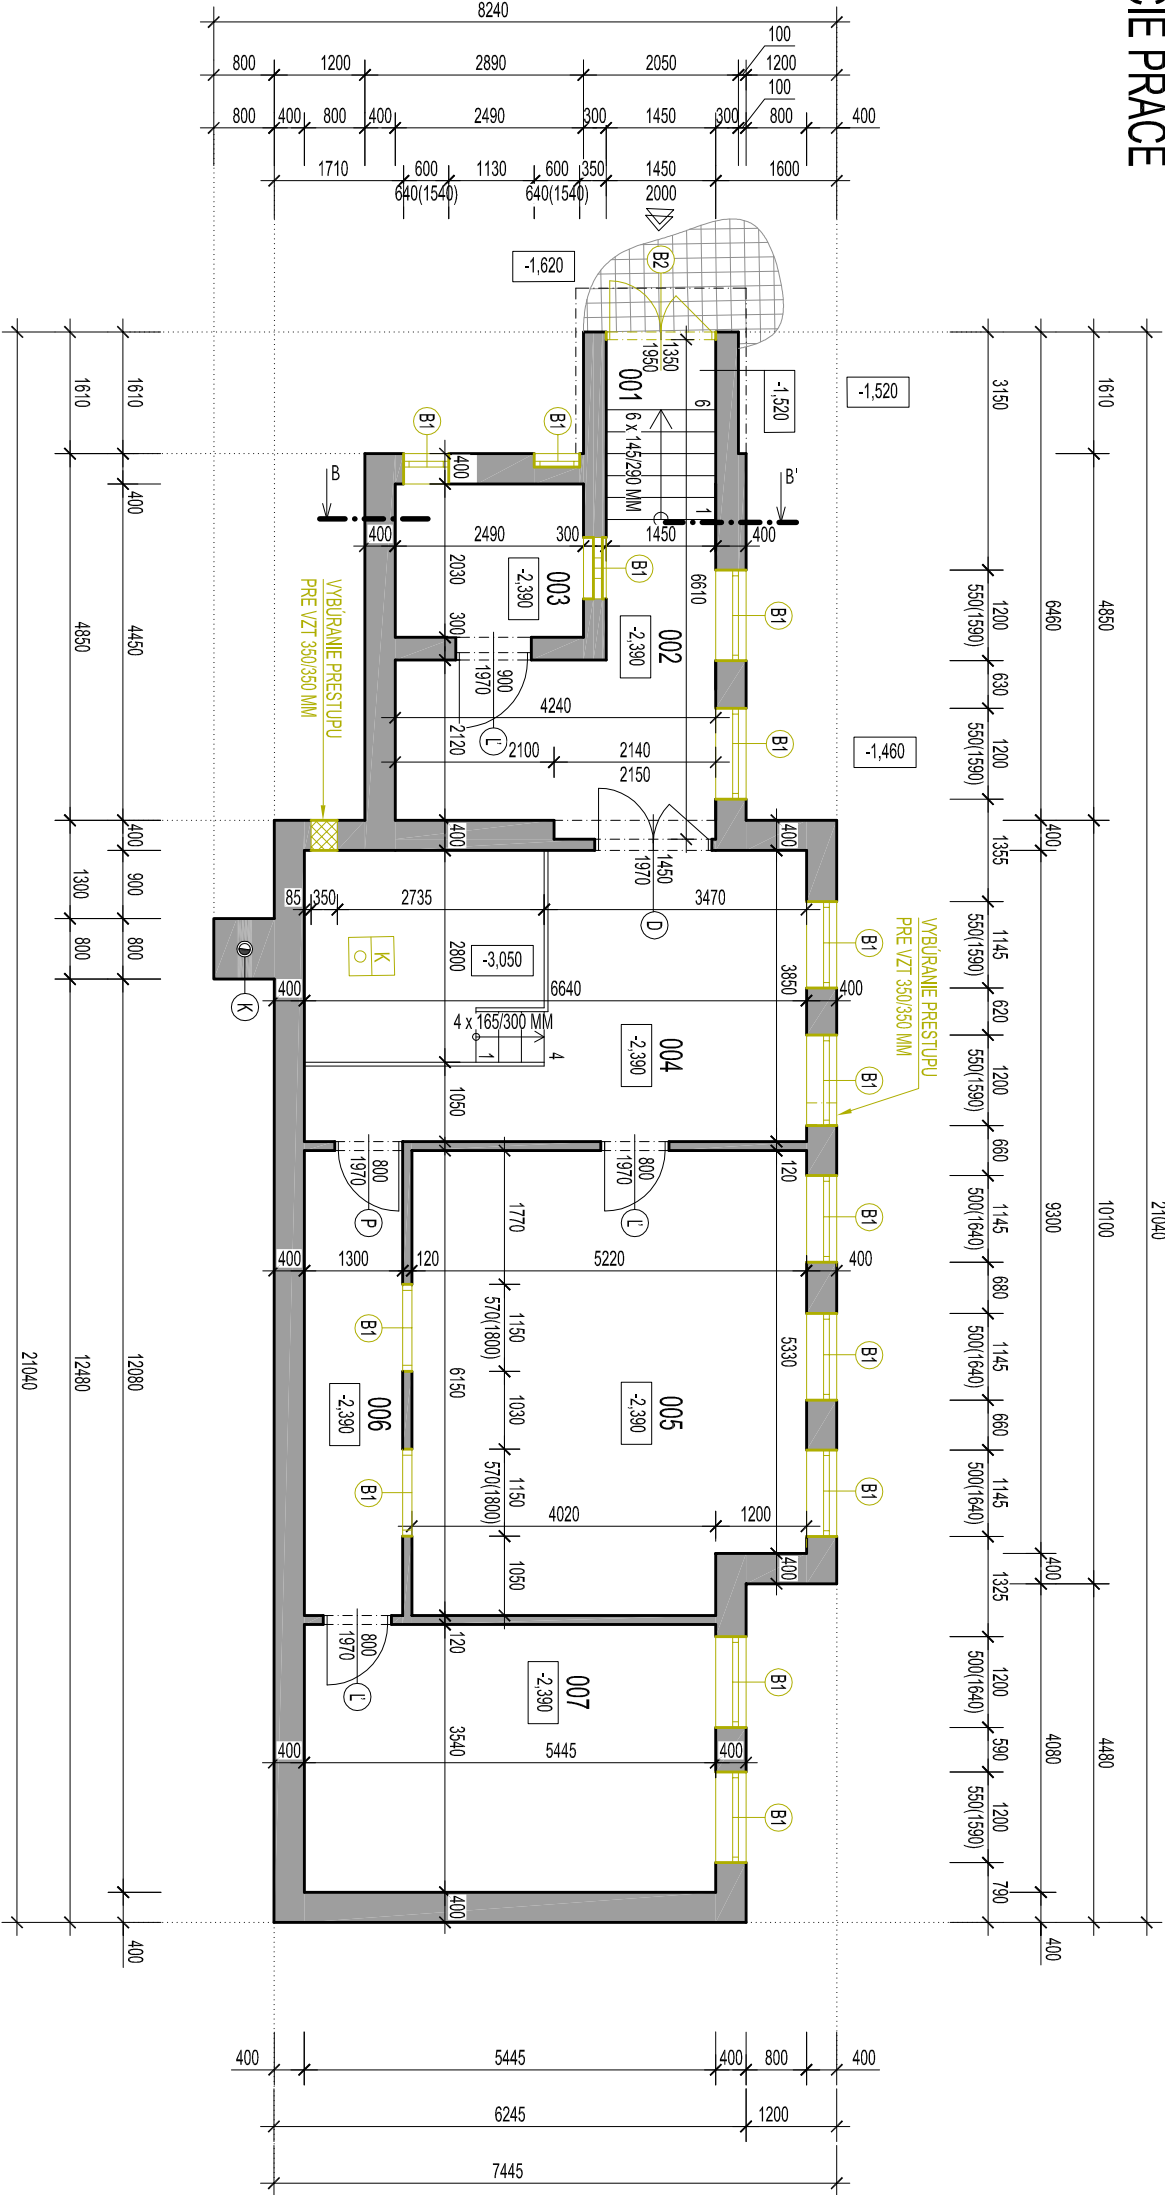 CIE PRÁCE
8240
100
800 1200 2890 2050 1200
100
800 400 800 400 2490 300 1450 300 800 400
1710 600 1130 600 350 1450 1600
640(1540) 640(1540) 2000
-1,620
B2
1350
1950
001
6
6 x 145/290 MM
1
-1,520
-1,520
B1
B1
400
B
B'
400 2490 300 1450 400
2030
003
-2,390
B1
6610
002
-2,390
B1
300
900
1970
L'
4240
2120
2100 2140
2150
B1
-1,460
VYBÚRANIE PRESTUPU
PRE VZT 350/350 MM
400
1450
1970
D
400
85 350 2735 3470
K
2800
-3,050
B1
VYBÚRANIE PRESTUPU
PRE VZT 350/350 MM
K
400 6640 3850 400
4 x 165/300 MM
1
4
004
-2,390
B1
1050
800
1970
P
800
1970
L'
120
B1
1770
400 1300 120 5220 400
B1
1150
570(1800)
5330
B1
6150
006
-2,390
1030
005
-2,390
B1
1150
570(1800)
B1
4020 1200
1050
400
800
1970
L'
120
007
-2,390
B1
3540
400 5445 400
B1
400
3150
1200
550(1590)
630
1200
550(1590)
1355
1145
550(1590)
620
1200
550(1590)
660
1145
500(1640)
680
1145
500(1640)
660
1145
500(1640)
1325
1200
500(1640)
590
1200
550(1590)
790
6460 400 9300 400 4080 400
1610 4850 10100 4480
21040
1610 400 4450 400 900 800 12080 400
1610 4850 1300 800 12480
21040
400 5445 400 800 400
6245 1200
7445